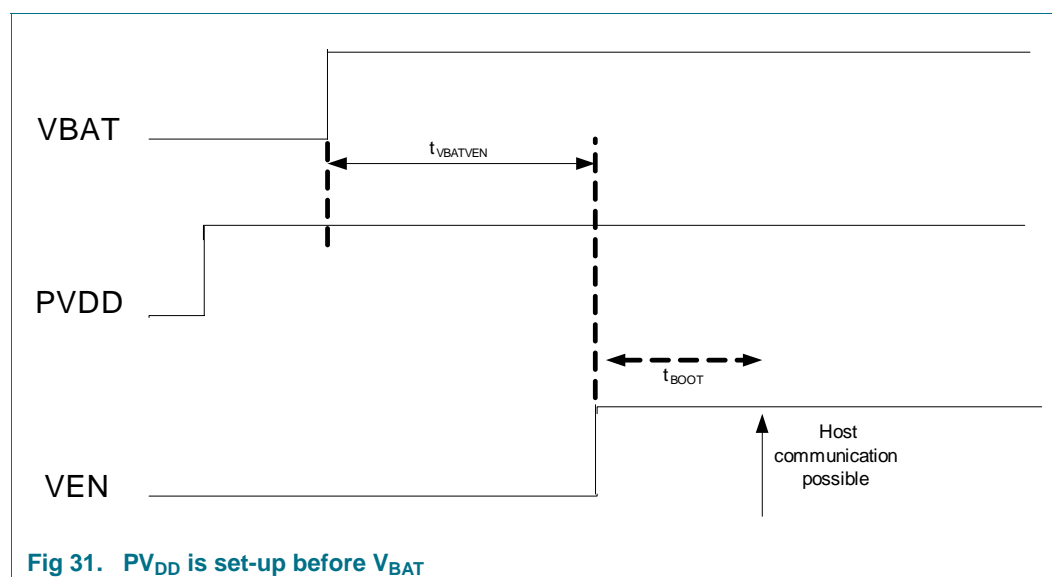 VBAT
tVBATVEN
PVDD
tBOOT
Host
communication
possible
VEN
Fig 31. PVDD is set-up before VBAT